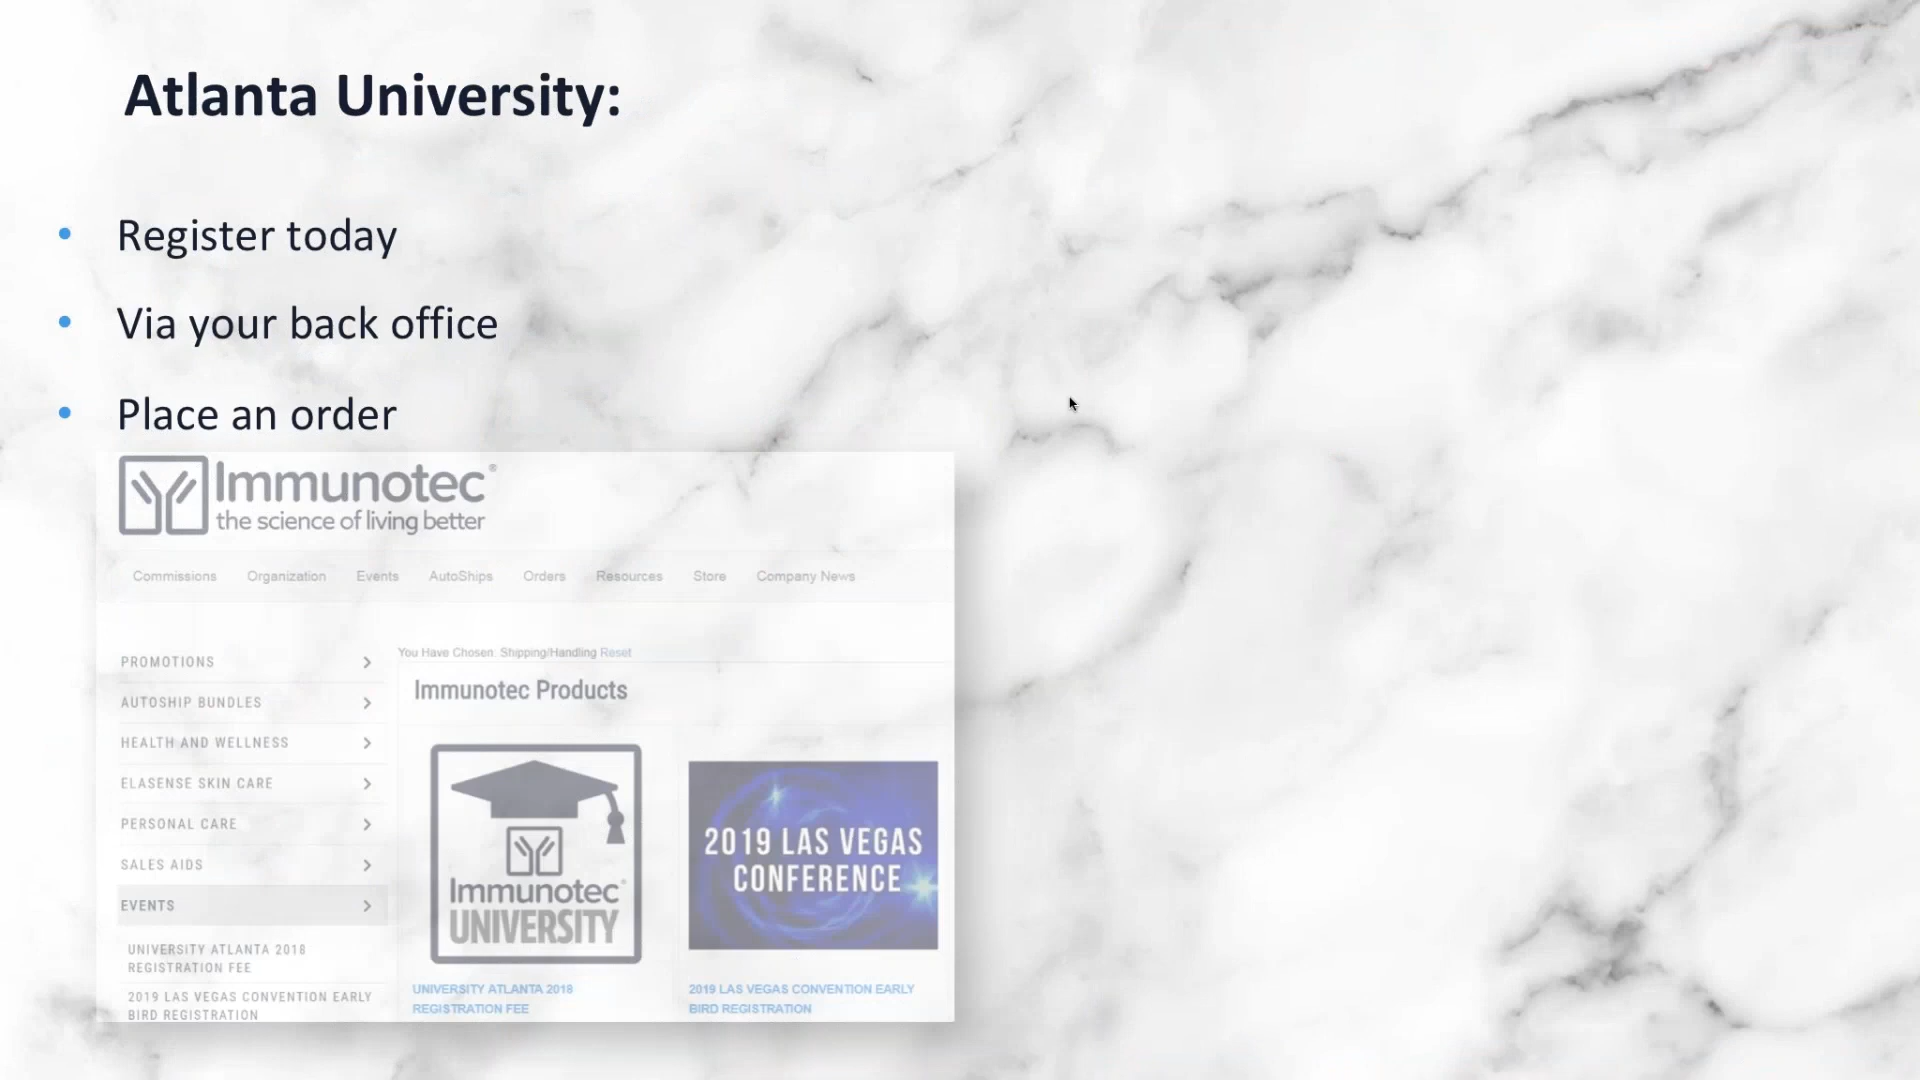 Atlanta University:
• Register today
• Via your back office
• Place an order
Immunotec®
the science of living better
Commissions Organization Events AutoShips Orders Resources Store Company News
You Have Chosen: Shipping/Handling Reset
PROMOTIONS
AUTOSHIP BUNDLES
HEALTH AND WELLNESS
ELASENSE SKIN CARE
PERSONAL CARE
SALES AIDS
EVENTS
UNIVERSITY ATLANTA 2018
REGISTRATION FEE
2019 LAS VEGAS CONVENTION EARLY
BIRD REGISTRATION
Immunotec Products
Immunotec®
UNIVERSITY
UNIVERSITY ATLANTA 2018
REGISTRATION FEE
2019 LAS VEGAS
CONFERENCE
2019 LAS VEGAS CONVENTION EARLY
BIRD REGISTRATION